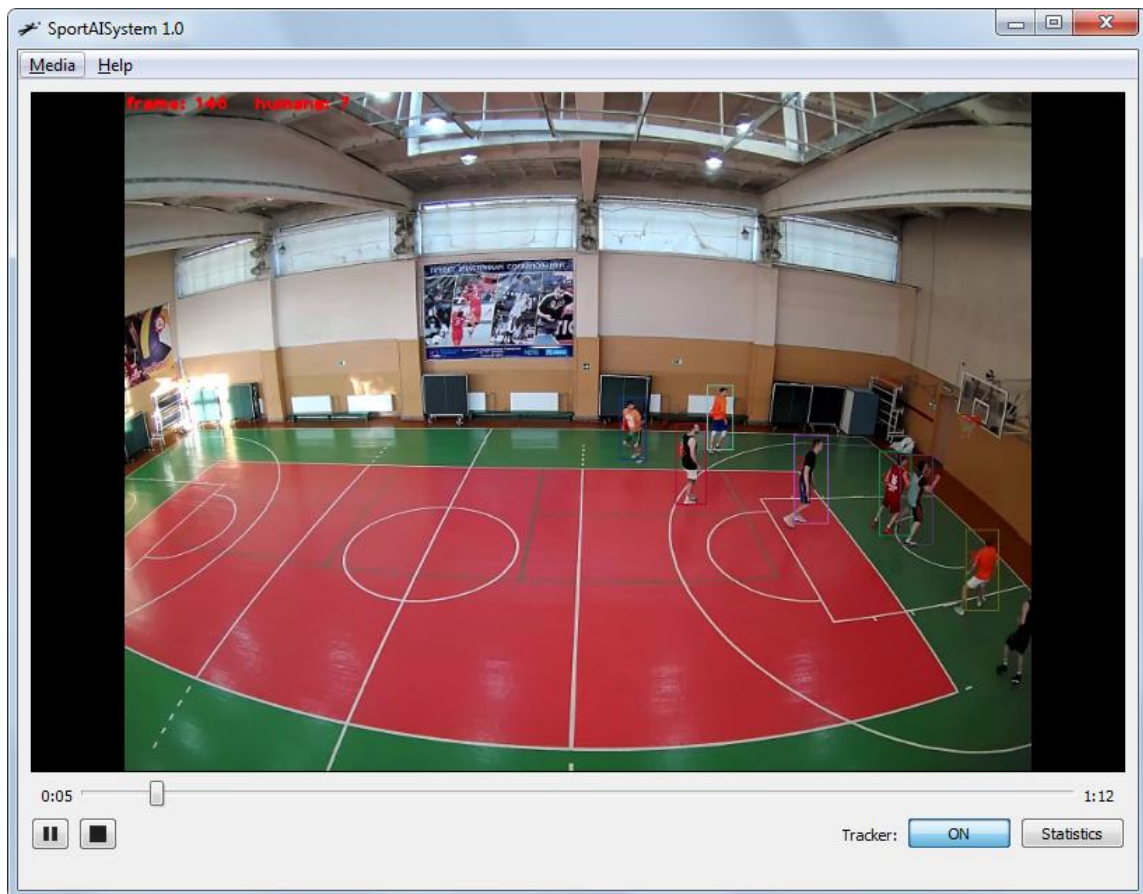 SportAISystem 1.0
Media Help
frame: 146 humans: 7
0:05
1:12
Tracker: ON Statistics